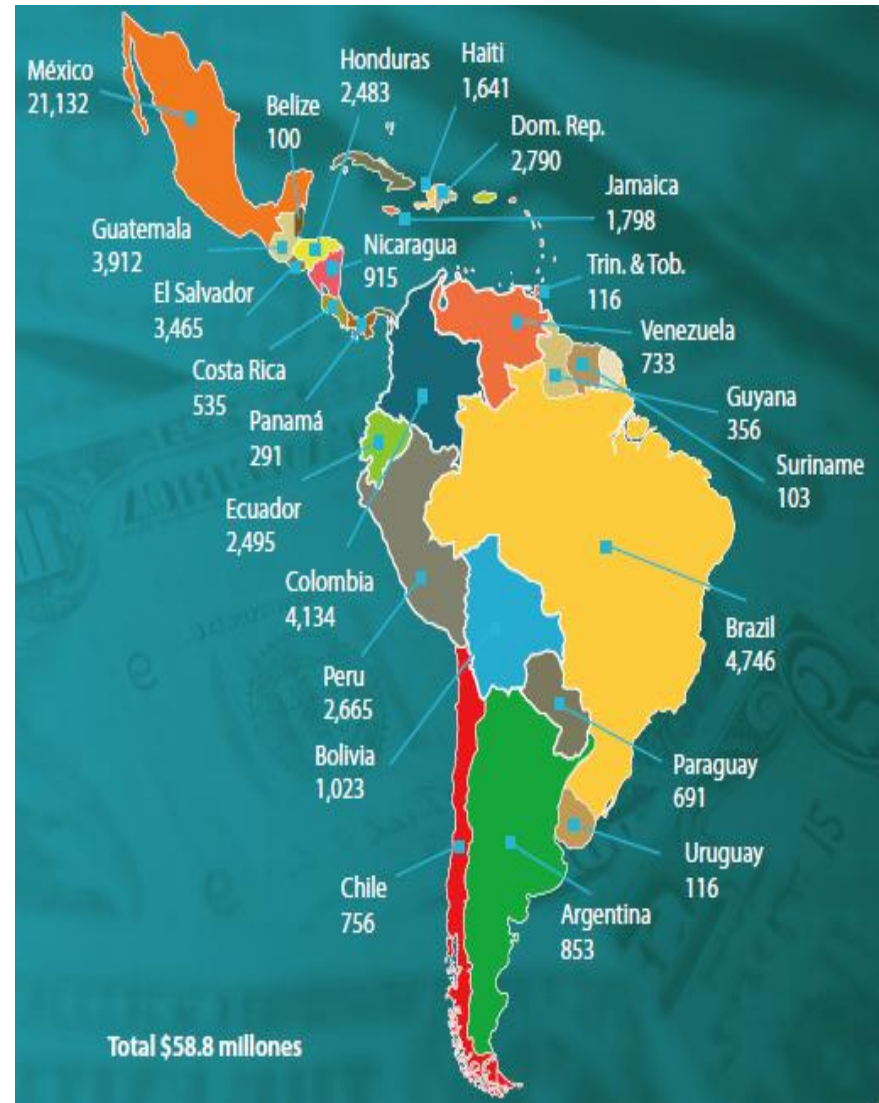 México
21,132
Belize
100
Honduras
2,483
Haiti
1,641
Dom. Rep.
2,790
Jamaica
1,798
Guatemala
3,912
Nicaragua
915
Trin. & Tob.
116
El Salvador
3,465
Venezuela
733
Costa Rica
535
Guyana
356
Panamá
291
Suriname
103
Ecuador
2,495
Colombia
4,134
Brazil
4,746
Peru
2,665
Bolivia
1,023
Paraguay
691
Uruguay
116
Chile
756
Argentina
853
Total $58.8 millones